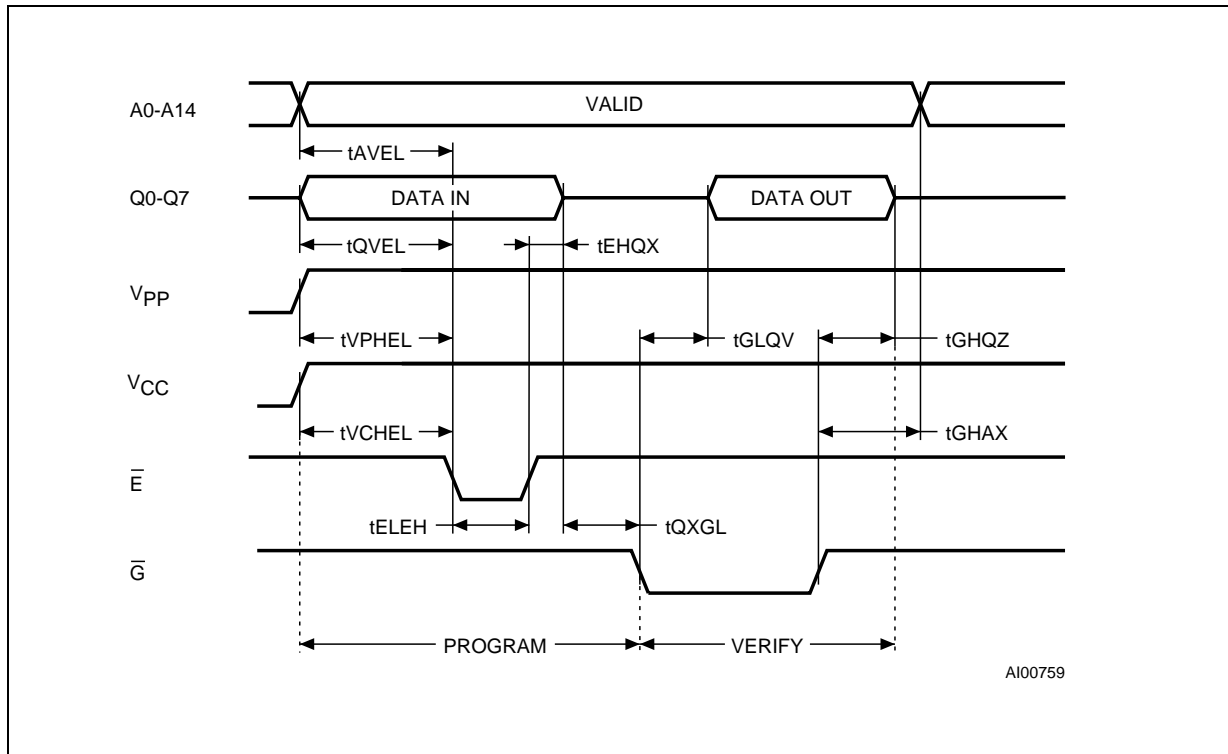 A0-A14
VALID
tAVEL
Q0-Q7
DATA IN
DATA OUT
tQVEL
tEHQX
VPP
tVPHEL
tGLQV
tGHQZ
VCC
tVCHEL
tGHAX
E̅
tELEH
tQXGL
G̅
PROGRAM
VERIFY
AI00759